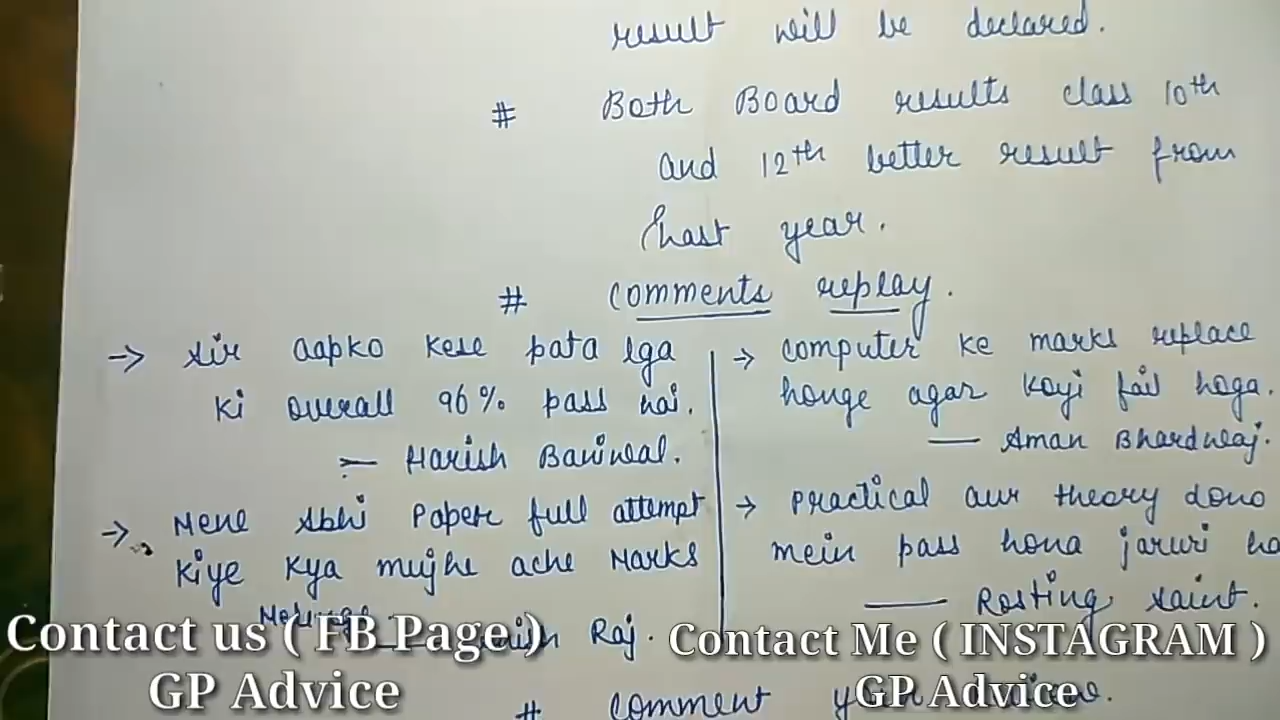 result will be declared.
# Both Board results class 10th
and 12th better result from
last year.
# comments replay.
→ sir aapko kese pata lga
ki overall 96% pass hai.
— Harish Baniwal.
→ Mene sbhi Paper full attempt
kiye kya mujhe ache Marks
Raj.
→ computer ke marks replace
honge agar koyi fail hoga.
— Aman Bhardwaj.
→ Practical aur theory dono
mein pass hona jaruri ha
— Rosting saint.
# comment
Contact us ( FB Page )
GP Advice
Contact Me ( INSTAGRAM )
GP Advice